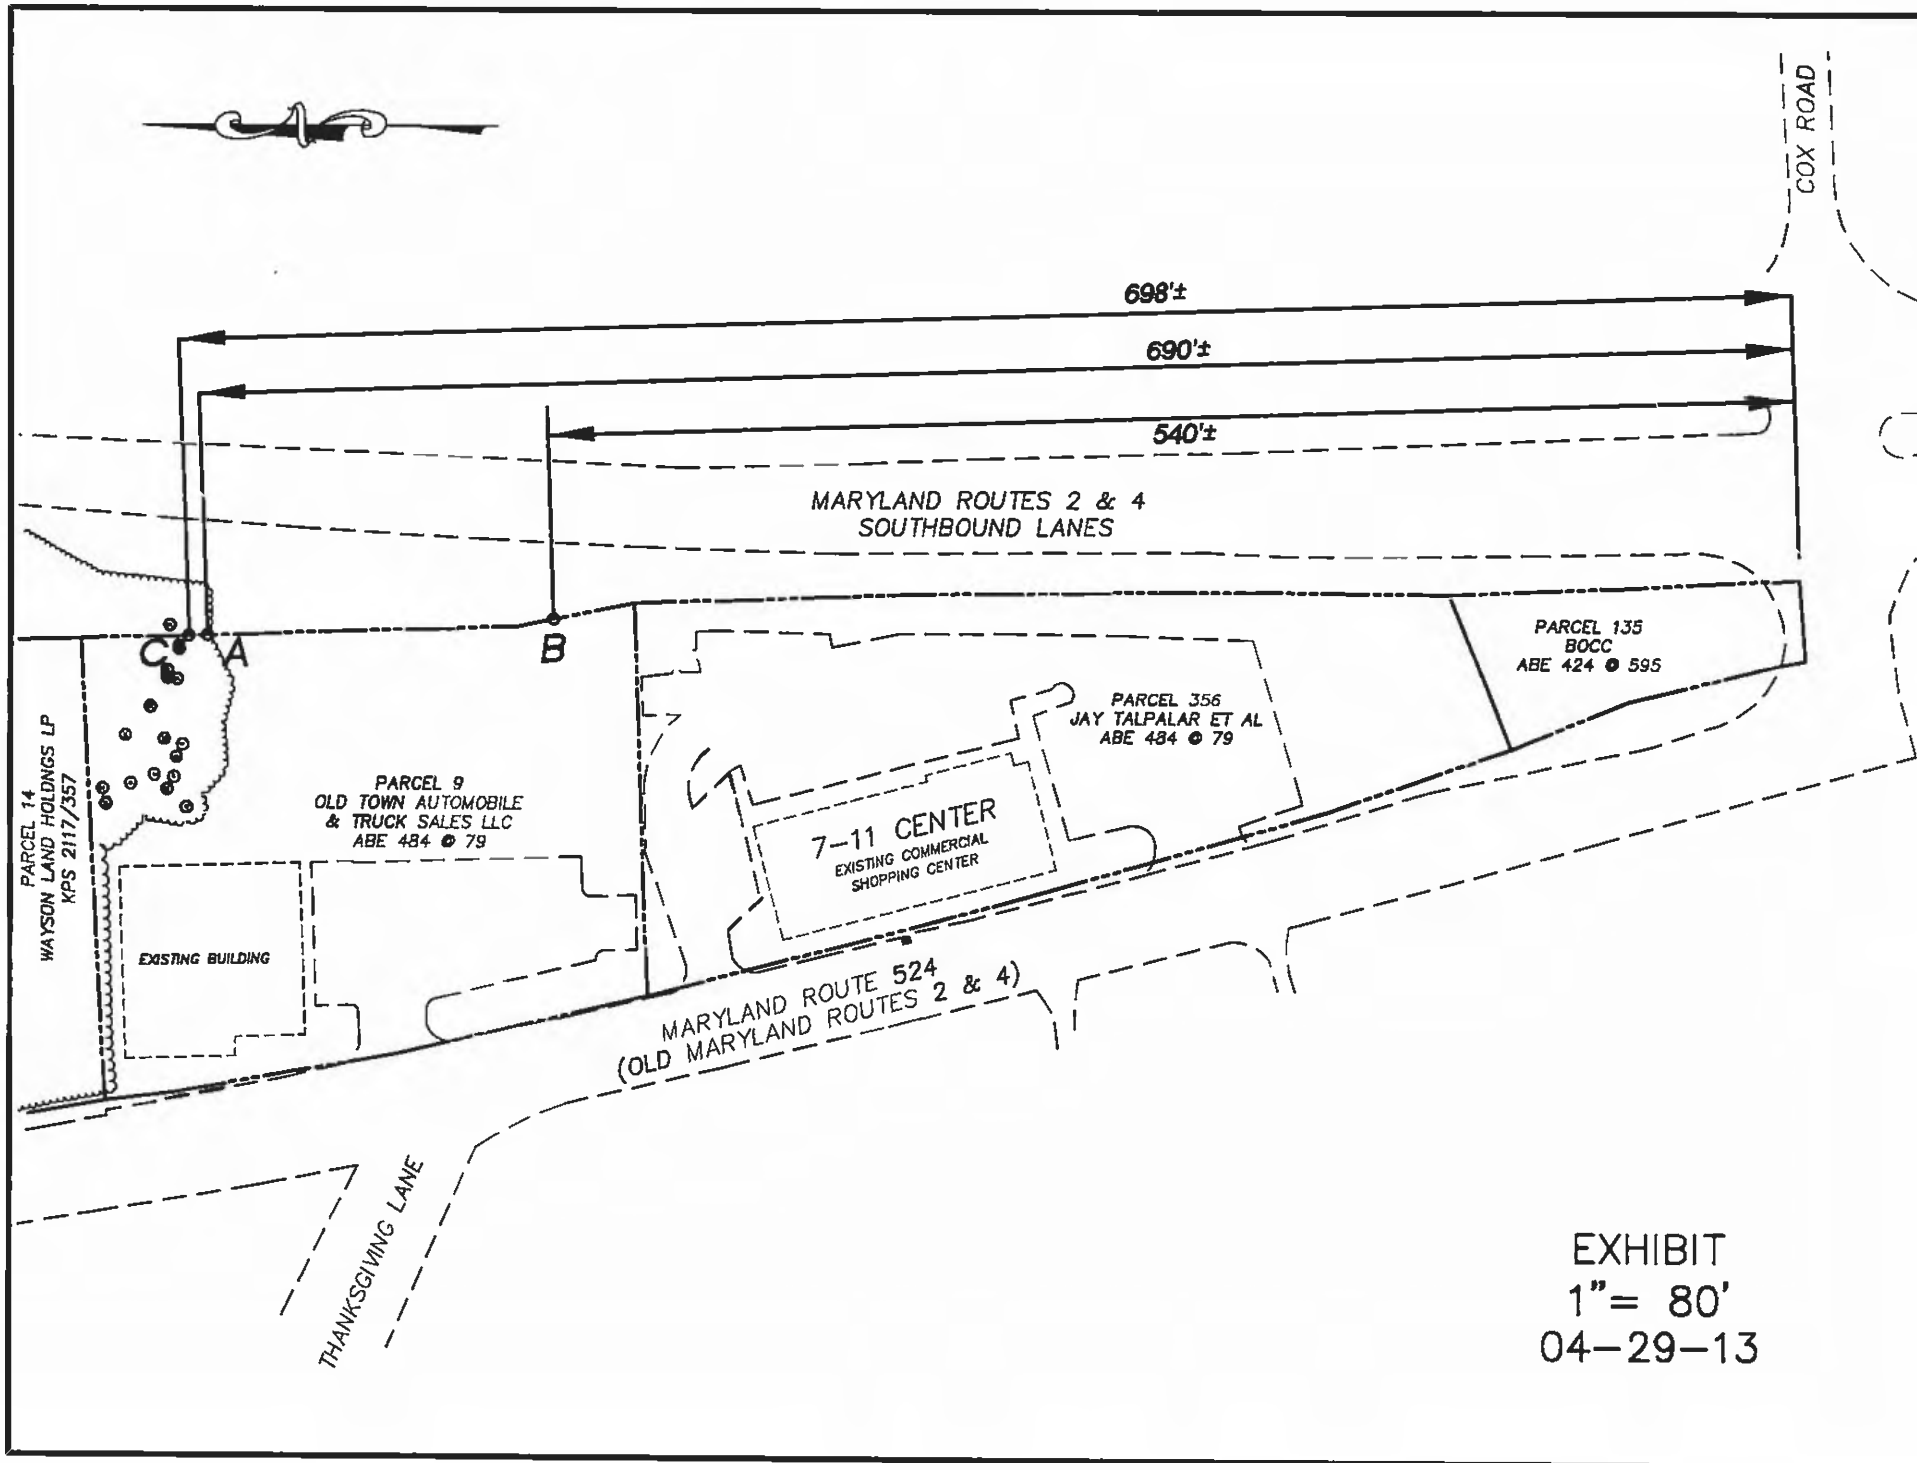 COX ROAD
698'±
690'±
540'±
MARYLAND ROUTES 2 & 4
SOUTHBOUND LANES
C
A
B
PARCEL 135
BOCC
ABE 424 @ 595
PARCEL 356
JAY TALPALAR ET AL
ABE 484 @ 79
PARCEL 14
WAYSON LAND HOLDNGS LP
KPS 2117/357
PARCEL 9
OLD TOWN AUTOMOBILE
& TRUCK SALES LLC
ABE 484 @ 79
7-11 CENTER
EXISTING COMMERCIAL
SHOPPING CENTER
EXISTING BUILDING
MARYLAND ROUTE 524
(OLD MARYLAND ROUTES 2 & 4)
THANKSGIVING LANE
EXHIBIT
1"= 80'
04-29-13